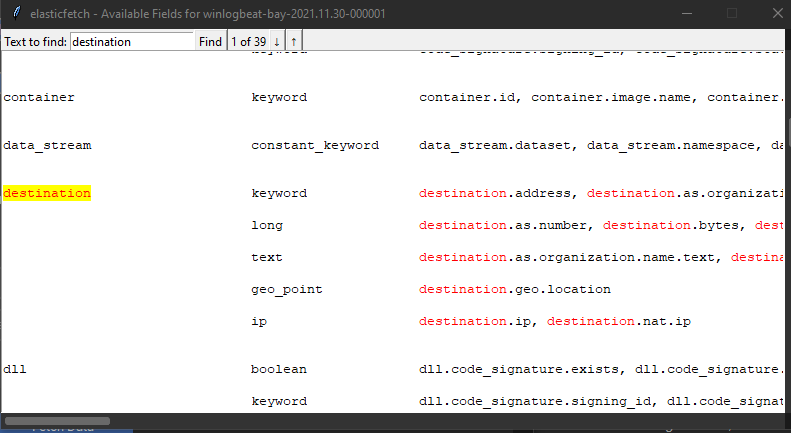 elasticfetch - Available Fields for winlogbeat-bay-2021.11.30-000001
Text to find: destination Find 1 of 39 ↓ ↑
container keyword container.id, container.image.name, container.
data_stream constant_keyword data_stream.dataset, data_stream.namespace, da
destination keyword destination.address, destination.as.organizati
long destination.as.number, destination.bytes, dest
text destination.as.organization.name.text, destina
geo_point destination.geo.location
ip destination.ip, destination.nat.ip
dll boolean dll.code_signature.exists, dll.code_signature.
keyword dll.code_signature.signing_id, dll.code_signat